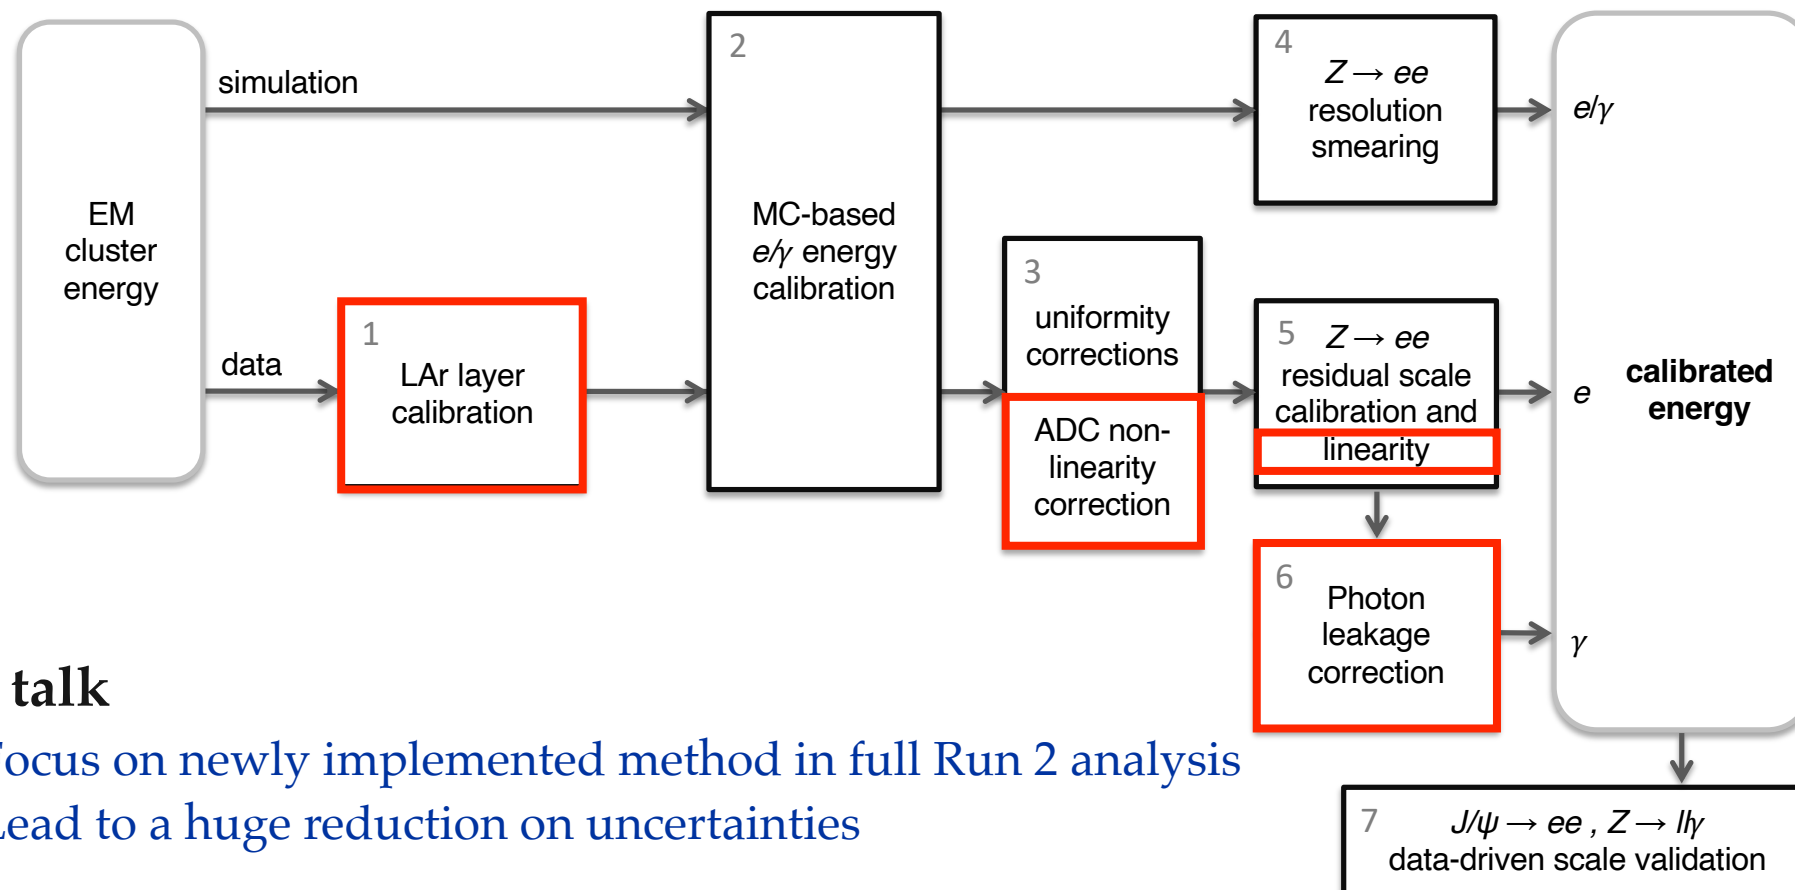 EM
cluster
energy
simulation
data
1
LAr layer
calibration
2
MC-based
e/γ energy
calibration
3
uniformity
corrections
ADC non-
linearity
correction
4
Z → ee
resolution
smearing
5
Z → ee
residual scale
calibration and
linearity
6
Photon
leakage
correction
e/γ
e
calibrated
energy
γ
talk
Focus on newly implemented method in full Run 2 analysis
Lead to a huge reduction on uncertainties
7
J/ψ → ee , Z → llγ
data-driven scale validation